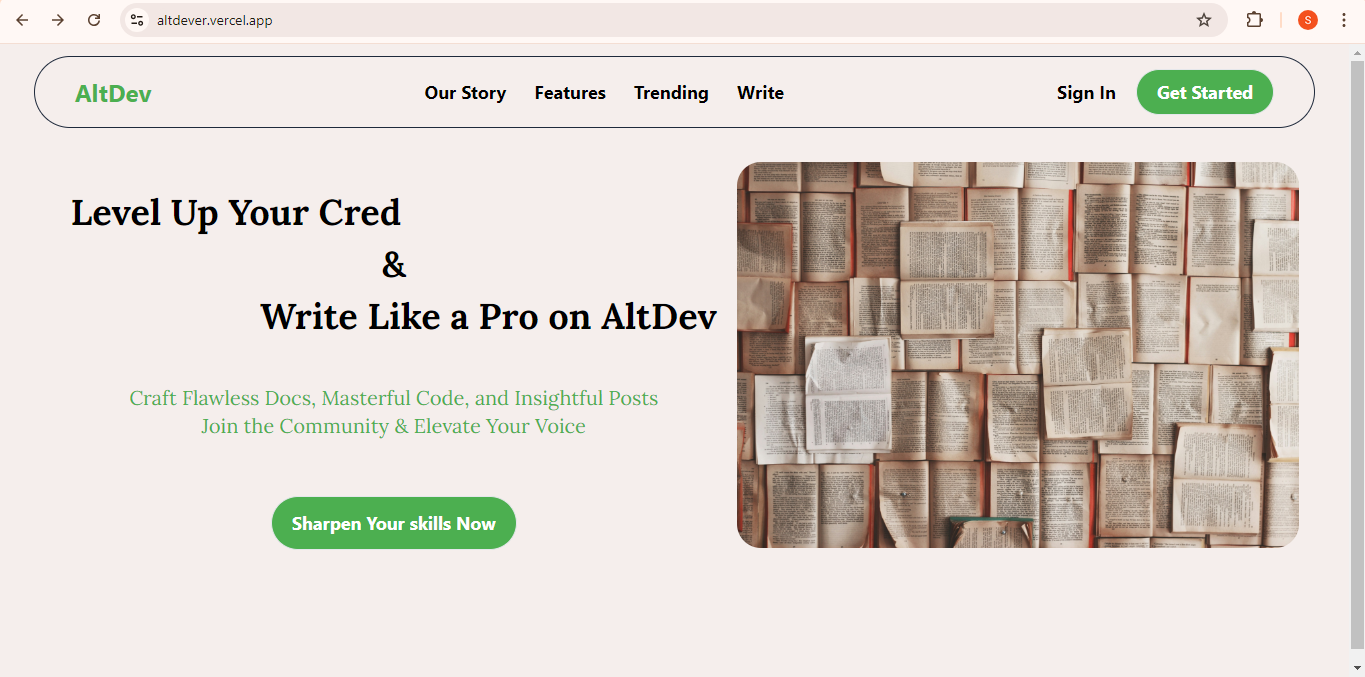 altdever.vercel.app
S
AltDev
Our Story Features Trending Write
Sign In Get Started
Level Up Your Cred
&
Write Like a Pro on AltDev
Craft Flawless Docs, Masterful Code, and Insightful Posts
Join the Community & Elevate Your Voice
Sharpen Your skills Now